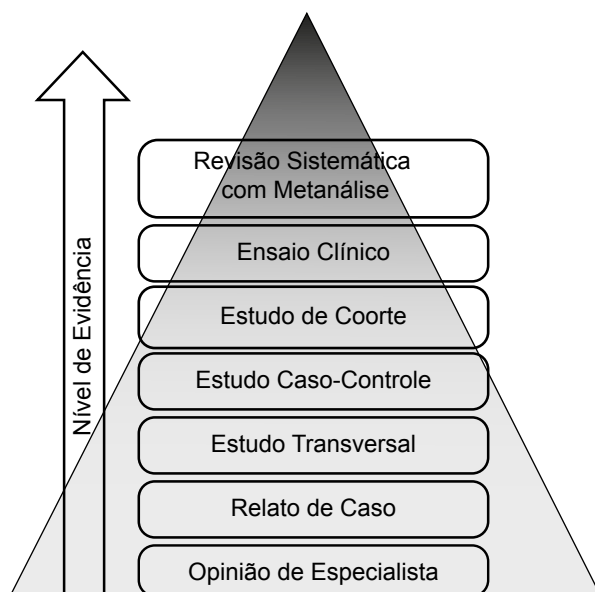 Revisão Sistemática
com Metanálise
Ensaio Clínico
Estudo de Coorte
Estudo Caso-Controle
Estudo Transversal
Relato de Caso
Opinião de Especialista
Nível de Evidência